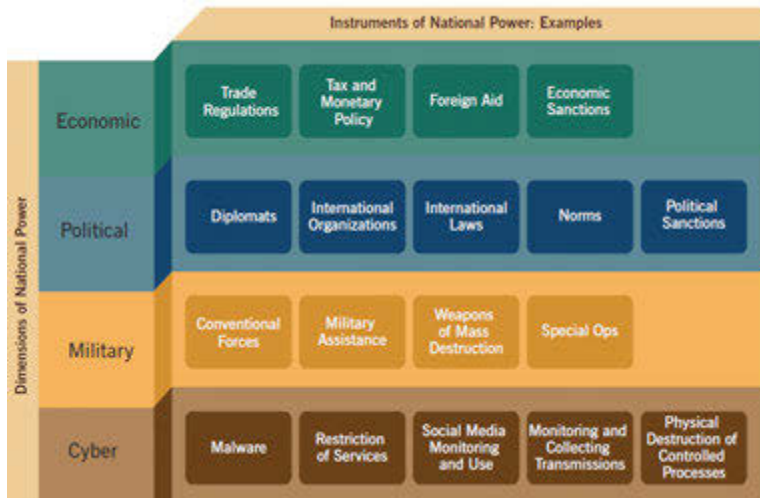 Instruments of National Power: Examples
Dimensions of National Power
Economic
Trade
Regulations
Tax and
Monetary
Policy
Foreign Aid
Economic
Sanctions
Political
Diplomats
International
Organizations
International
Laws
Norms
Political
Sanctions
Military
Conventional
Forces
Military
Assistance
Weapons
of Mass
Destruction
Special Ops
Cyber
Malware
Restriction
of Services
Social Media
Monitoring
and Use
Monitoring and
Collecting
Transmissions
Physical
Destruction of
Controlled
Processes